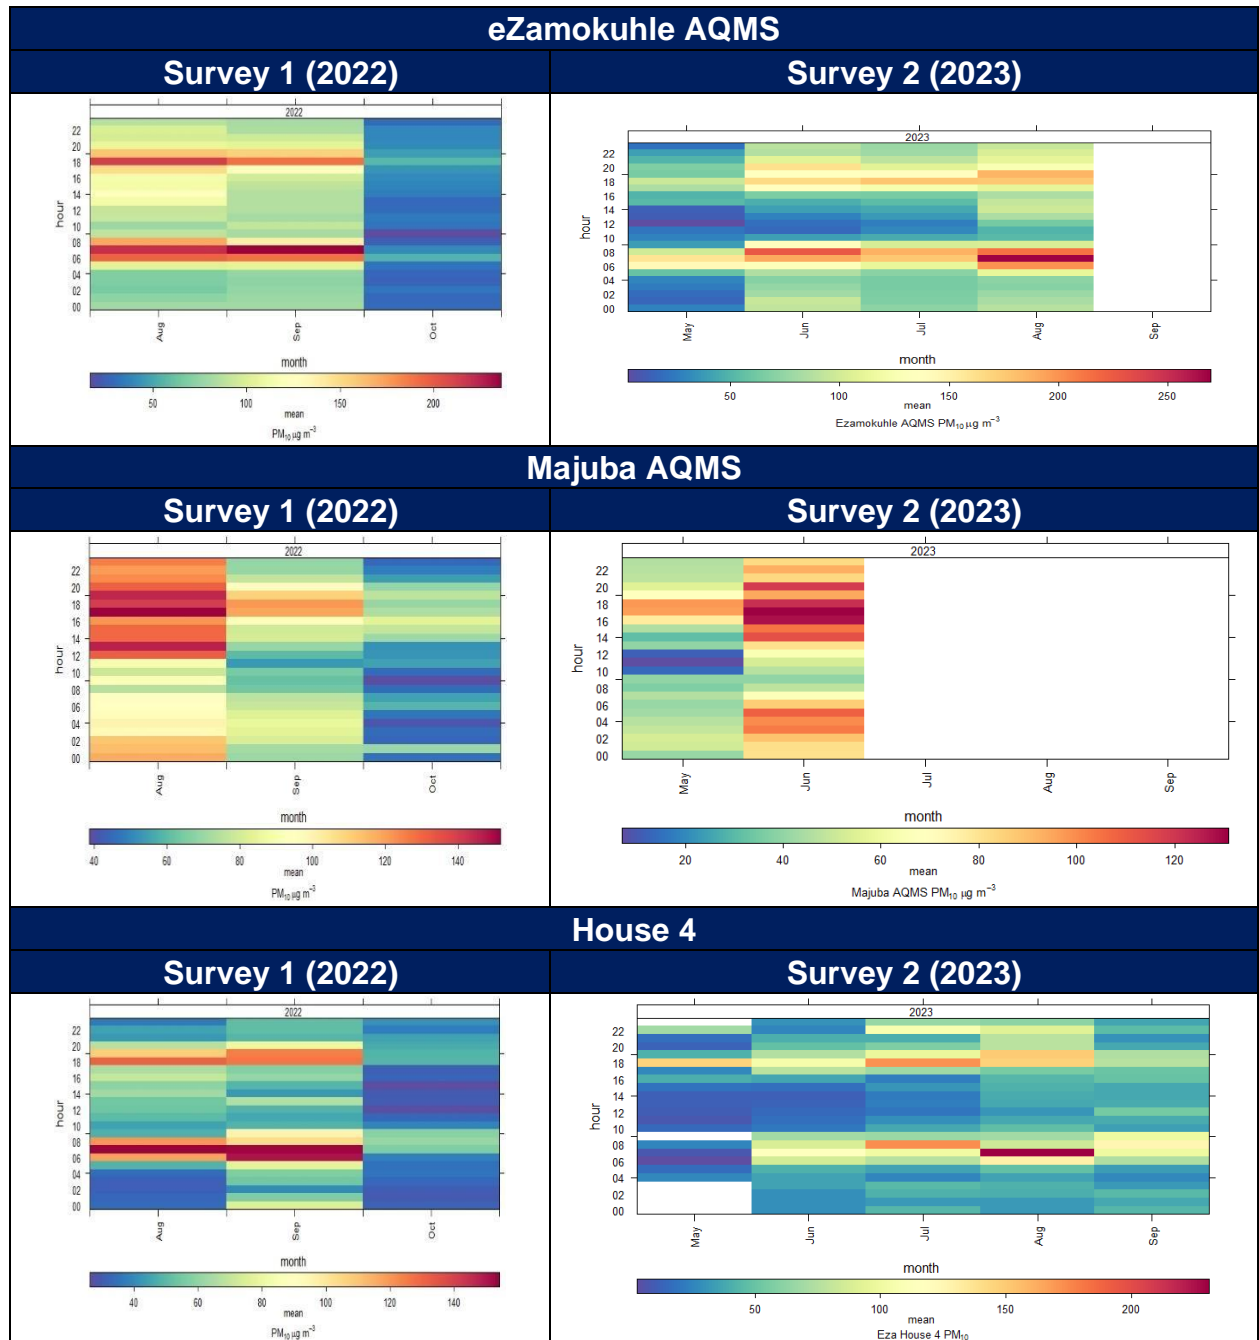 eZamokuhle AQMS
Survey 1 (2022)
Survey 2 (2023)
2022
22
20
18
16
14
12
10
08
06
04
02
00
hour
Aug
Sep
Oct
month
50
100
150
200
mean
PM₁₀ µg m⁻³
2023
22
20
18
16
14
12
10
08
06
04
02
00
hour
May
Jun
Jul
Aug
Sep
month
50
100
150
200
250
mean
Ezamokuhle AQMS PM₁₀ µg m⁻³
Majuba AQMS
Survey 1 (2022)
Survey 2 (2023)
2022
22
20
18
16
14
12
10
08
06
04
02
00
hour
Aug
Sep
Oct
month
40
60
80
100
120
140
mean
PM₁₀ µg m⁻³
2023
22
20
18
16
14
12
10
08
06
04
02
00
hour
May
Jun
Jul
Aug
Sep
month
20
40
60
80
100
120
mean
Majuba AQMS PM₁₀ µg m⁻³
House 4
Survey 1 (2022)
Survey 2 (2023)
2022
22
20
18
16
14
12
10
08
06
04
02
00
hour
Aug
Sep
Oct
month
40
60
80
100
120
140
mean
PM₁₀ µg m⁻³
2023
22
20
18
16
14
12
10
08
06
04
02
00
hour
May
Jun
Jul
Aug
Sep
month
50
100
150
200
mean
Eza House 4 PM₁₀